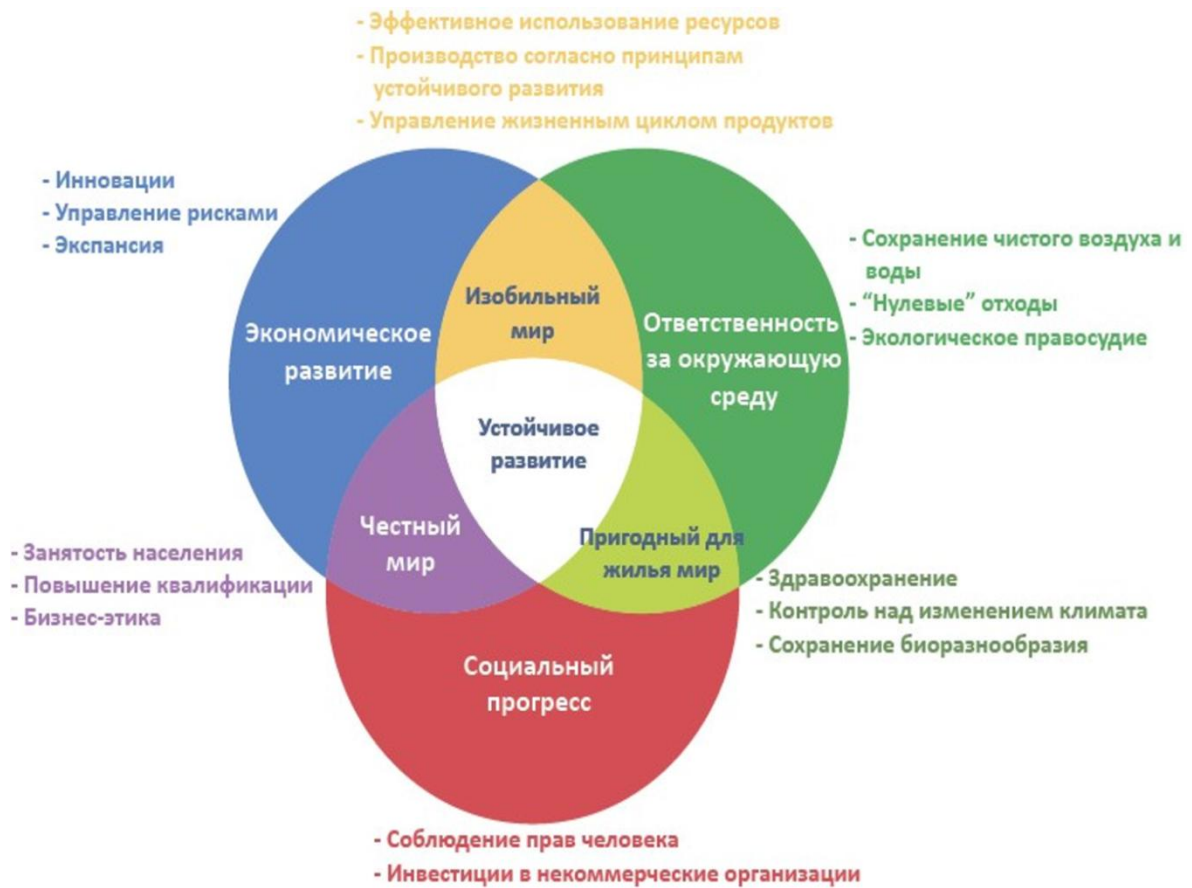 - Эффективное использование ресурсов
- Производство согласно принципам
устойчивого развития
- Управление жизненным циклом продуктов
- Инновации
- Управление рисками
- Экспансия
- Сохранение чистого воздуха и
воды
- “Нулевые” отходы
- Экологическое правосудие
Экономическое
развитие
Изобильный
мир
Ответственность
за окружающую
среду
Устойчивое
развитие
Честный
мир
Пригодный для
жилья мир
- Занятость населения
- Повышение квалификации
- Бизнес-этика
- Здравоохранение
- Контроль над изменением климата
- Сохранение биоразнообразия
Социальный
прогресс
- Соблюдение прав человека
- Инвестиции в некоммерческие организации